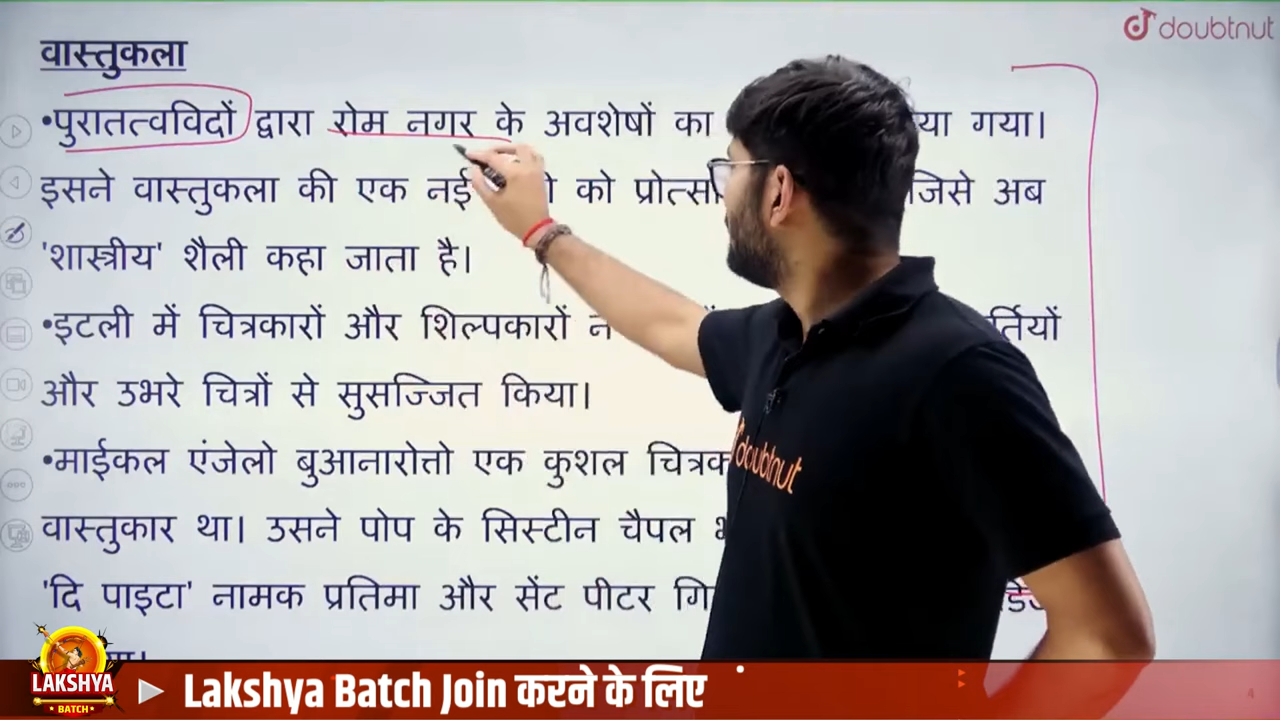 doubtnut
वास्तुकला
•पुरातत्वविदों द्वारा रोम नगर के अवशेषों का गया।
इसने वास्तुकला की एक नई को जिसे अब
'शास्त्रीय' शैली कहा जाता है।
•इटली में चित्रकारों और शिल्पकारों
और उभरे चित्रों से सुसज्जित किया।
•माईकल एंजेलो बुआनारोत्तो एक कुशल
वास्तुकार था। उसने पोप के सिस्टीन चैपल
'दि पाइटा' नामक प्रतिमा और सेंट पीटर
doubtnut
LAKSHYA
BATCH
Lakshya Batch Join करने के लिए
4